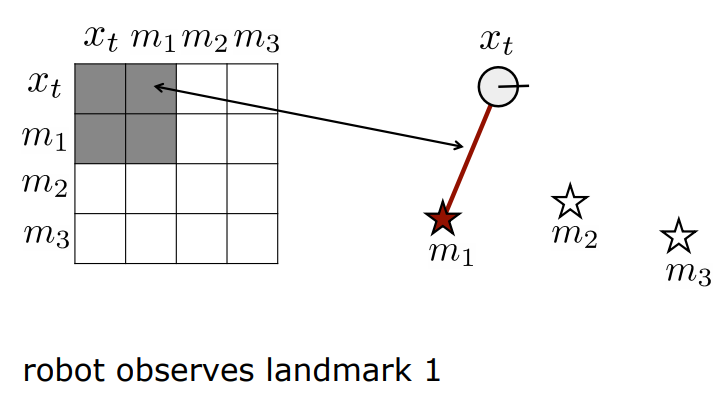 x_t m_1 m_2 m_3
x_t
x_t
m_1
m_2
m_3
m_1
m_2
m_3
robot observes landmark 1